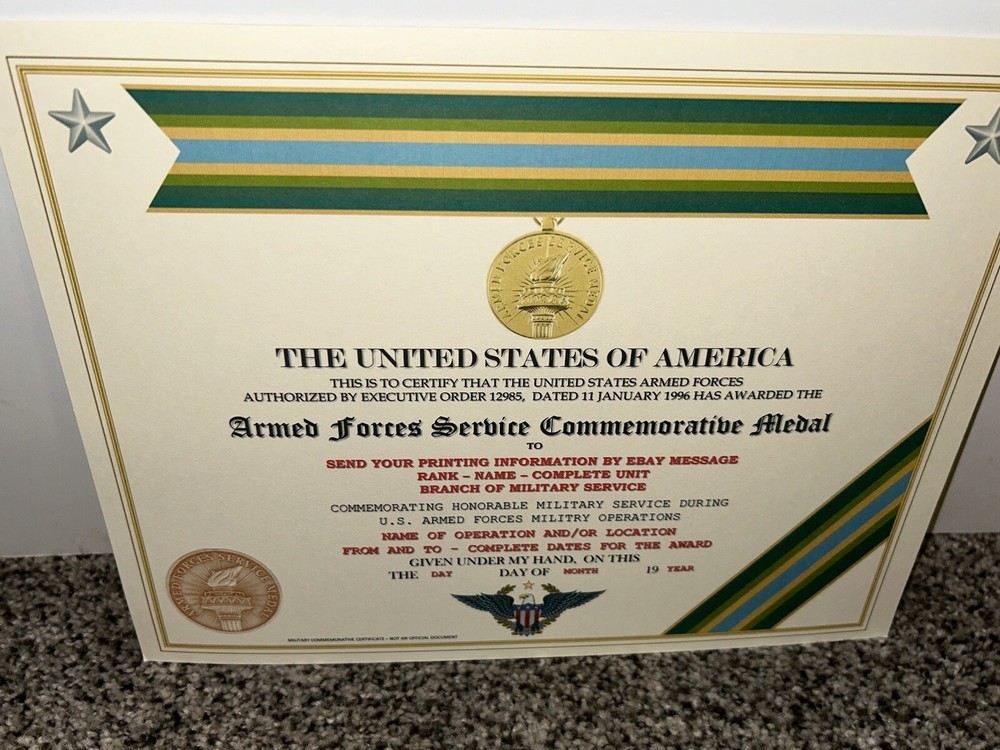 ARMED FORCES SERVICE MEDAL
THE UNITED STATES OF AMERICA
THIS IS TO CERTIFY THAT THE UNITED STATES ARMED FORCES
AUTHORIZED BY EXECUTIVE ORDER 12985, DATED 11 JANUARY 1996 HAS AWARDED THE
Armed Forces Service Commemorative Medal
TO
SEND YOUR PRINTING INFORMATION BY EBAY MESSAGE
RANK – NAME – COMPLETE UNIT
BRANCH OF MILITARY SERVICE
COMMEMORATING HONORABLE MILITARY SERVICE DURING
U.S. ARMED FORCES MILITRY OPERATIONS
NAME OF OPERATION AND/OR LOCATION
FROM AND TO – COMPLETE DATES FOR THE AWARD
GIVEN UNDER MY HAND, ON THIS
THE DAY DAY OF MONTH 19 YEAR
ARMED FORCES SERVICE MEDAL
MILITARY COMMEMORATIVE CERTIFICATE – NOT AN OFFICIAL DOCUMENT